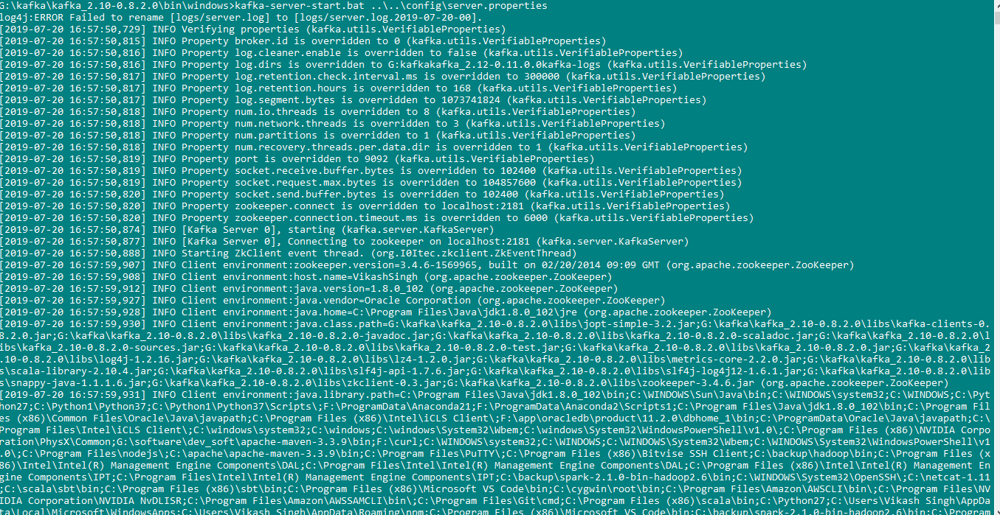 G:\kafka\kafka_2.10-0.8.2.0\bin\windows>kafka-server-start.bat ..\..\config\server.properties
log4j:ERROR Failed to rename [logs/server.log] to [logs/server.log.2019-07-20-00].
[2019-07-20 16:57:50,729] INFO Verifying properties (kafka.utils.VerifiableProperties)
[2019-07-20 16:57:50,815] INFO Property broker.id is overridden to 0 (kafka.utils.VerifiableProperties)
[2019-07-20 16:57:50,816] INFO Property log.cleaner.enable is overridden to false (kafka.utils.VerifiableProperties)
[2019-07-20 16:57:50,816] INFO Property log.dirs is overridden to G:kafkakafka_2.12-0.11.0.0kafka-logs (kafka.utils.VerifiableProperties)
[2019-07-20 16:57:50,817] INFO Property log.retention.check.interval.ms is overridden to 300000 (kafka.utils.VerifiableProperties)
[2019-07-20 16:57:50,817] INFO Property log.retention.hours is overridden to 168 (kafka.utils.VerifiableProperties)
[2019-07-20 16:57:50,817] INFO Property log.segment.bytes is overridden to 1073741824 (kafka.utils.VerifiableProperties)
[2019-07-20 16:57:50,818] INFO Property num.io.threads is overridden to 8 (kafka.utils.VerifiableProperties)
[2019-07-20 16:57:50,818] INFO Property num.network.threads is overridden to 3 (kafka.utils.VerifiableProperties)
[2019-07-20 16:57:50,818] INFO Property num.partitions is overridden to 1 (kafka.utils.VerifiableProperties)
[2019-07-20 16:57:50,818] INFO Property num.recovery.threads.per.data.dir is overridden to 1 (kafka.utils.VerifiableProperties)
[2019-07-20 16:57:50,819] INFO Property port is overridden to 9092 (kafka.utils.VerifiableProperties)
[2019-07-20 16:57:50,819] INFO Property socket.receive.buffer.bytes is overridden to 102400 (kafka.utils.VerifiableProperties)
[2019-07-20 16:57:50,819] INFO Property socket.request.max.bytes is overridden to 104857600 (kafka.utils.VerifiableProperties)
[2019-07-20 16:57:50,820] INFO Property socket.send.buffer.bytes is overridden to 102400 (kafka.utils.VerifiableProperties)
[2019-07-20 16:57:50,820] INFO Property zookeeper.connect is overridden to localhost:2181 (kafka.utils.VerifiableProperties)
[2019-07-20 16:57:50,820] INFO Property zookeeper.connection.timeout.ms is overridden to 6000 (kafka.utils.VerifiableProperties)
[2019-07-20 16:57:50,874] INFO [Kafka Server 0], starting (kafka.server.KafkaServer)
[2019-07-20 16:57:50,877] INFO [Kafka Server 0], Connecting to zookeeper on localhost:2181 (kafka.server.KafkaServer)
[2019-07-20 16:57:50,888] INFO Starting ZkClient event thread. (org.I0Itec.zkclient.ZkEventThread)
[2019-07-20 16:57:59,907] INFO Client environment:zookeeper.version=3.4.6-1569965, built on 02/20/2014 09:09 GMT (org.apache.zookeeper.ZooKeeper)
[2019-07-20 16:57:59,908] INFO Client environment:host.name=VikashSingh (org.apache.zookeeper.ZooKeeper)
[2019-07-20 16:57:59,912] INFO Client environment:java.version=1.8.0_102 (org.apache.zookeeper.ZooKeeper)
[2019-07-20 16:57:59,927] INFO Client environment:java.vendor=Oracle Corporation (org.apache.zookeeper.ZooKeeper)
[2019-07-20 16:57:59,928] INFO Client environment:java.home=C:\Program Files\Java\jdk1.8.0_102\jre (org.apache.zookeeper.ZooKeeper)
[2019-07-20 16:57:59,930] INFO Client environment:java.class.path=G:\kafka\kafka_2.10-0.8.2.0\libs\jopt-simple-3.2.jar;G:\kafka\kafka_2.10-0.8.2.0\libs\kafka-clients-0.
8.2.0.jar;G:\kafka\kafka_2.10-0.8.2.0\libs\kafka_2.10-0.8.2.0-javadoc.jar;G:\kafka\kafka_2.10-0.8.2.0\libs\kafka_2.10-0.8.2.0-scaladoc.jar;G:\kafka\kafka_2.10-0.8.2.0\l
ibs\kafka_2.10-0.8.2.0-sources.jar;G:\kafka\kafka_2.10-0.8.2.0\libs\kafka_2.10-0.8.2.0-test.jar;G:\kafka\kafka_2.10-0.8.2.0\libs\kafka_2.10-0.8.2.0.jar;G:\kafka\kafka_2
.10-0.8.2.0\libs\log4j-1.2.16.jar;G:\kafka\kafka_2.10-0.8.2.0\libs\lz4-1.2.0.jar;G:\kafka\kafka_2.10-0.8.2.0\libs\metrics-core-2.2.0.jar;G:\kafka\kafka_2.10-0.8.2.0\lib
s\scala-library-2.10.4.jar;G:\kafka\kafka_2.10-0.8.2.0\libs\slf4j-api-1.7.6.jar;G:\kafka\kafka_2.10-0.8.2.0\libs\slf4j-log4j12-1.6.1.jar;G:\kafka\kafka_2.10-0.8.2.0\lib
s\snappy-java-1.1.1.6.jar;G:\kafka\kafka_2.10-0.8.2.0\libs\zkclient-0.3.jar;G:\kafka\kafka_2.10-0.8.2.0\libs\zookeeper-3.4.6.jar (org.apache.zookeeper.ZooKeeper)
[2019-07-20 16:57:59,931] INFO Client environment:java.library.path=C:\Program Files\Java\jdk1.8.0_102\bin;C:\WINDOWS\Sun\Java\bin;C:\WINDOWS\system32;C:\WINDOWS;C:\Pyt
hon27;C:\Python1\Python37;C:\Python1\Python37\Scripts\;F:\ProgramData\Anaconda21;F:\ProgramData\Anaconda2\Scripts1;C:\Program Files\Java\jdk1.8.0_102\bin;C:\Program Fil
es (x86)\Common Files\Oracle\Java\javapath;C:\Program Files (x86)\Intel\iCLS Client\;F:\app\oracledb\product\11.2.0\dbhome_1\bin;C:\ProgramData\Oracle\Java\javapath;C:\
Program Files\Intel\iCLS Client\;C:\windows\system32;C:\windows;C:\windows\System32\Wbem;C:\windows\System32\WindowsPowerShell\v1.0\;C:\Program Files (x86)\NVIDIA Corpo
ration\PhysX\Common;G:\software\dev_soft\apache-maven-3.3.9\bin;F:\curl;C:\WINDOWS\system32;C:\WINDOWS;C:\WINDOWS\System32\Wbem;C:\WINDOWS\System32\WindowsPowerShell\v1
.0\;C:\Program Files\nodejs\;C:\apache\apache-maven-3.3.9\bin;C:\Program Files\PuTTY\;C:\Program Files (x86)\Bitvise SSH Client;C:\backup\hadoop\bin;C:\Program Files (x
86)\Intel\Intel(R) Management Engine Components\DAL;C:\Program Files\Intel\Intel(R) Management Engine Components\DAL;C:\Program Files (x86)\Intel\Intel(R) Management En
gine Components\IPT;C:\Program Files\Intel\Intel(R) Management Engine Components\IPT;C:\backup\spark-2.1.0-bin-hadoop2.6\bin;C:\WINDOWS\System32\OpenSSH\;C:\netcat-1.11
;C:\scala\sbt\bin;C:\Program Files (x86)\sbt\bin;C:\Program Files (x86)\Microsoft VS Code\bin;C:\cygwin\root\bin;C:\Program Files\Amazon\AWSCLI\bin\;C:\Program Files\NV
IDIA Corporation\NVIDIA NvDLISR;C:\Program Files\Amazon\AWSSAMCLI\bin\;C:\Program Files\Git\cmd;C:\Program Files (x86)\scala\bin;C:\Python27;C:\Users\Vikash Singh\AppDa
ta\Local\Microsoft\WindowsApps;C:\Users\Vikash Singh\AppData\Roaming\npm;C:\Program Files\Microsoft VS Code\bin;C:\backup\spark-2.1.0-bin-hadoop2.6\bin;C:\Program